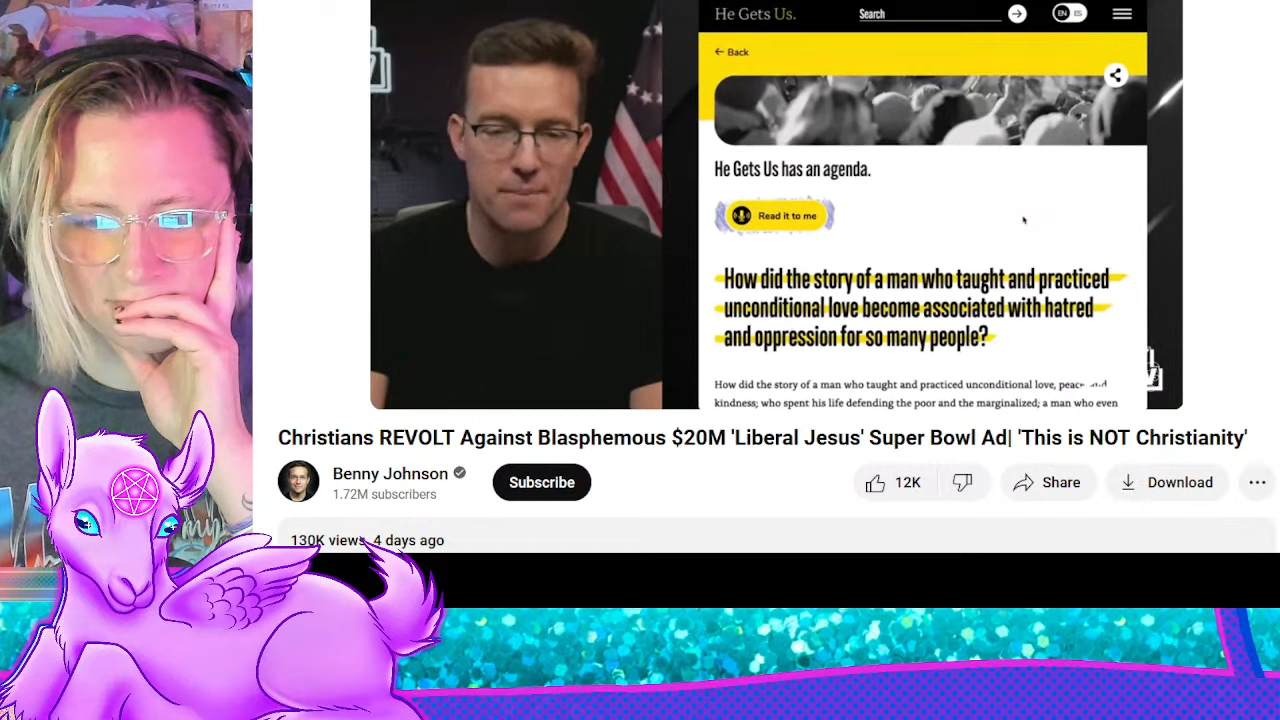 He Gets Us.
Search
EN ES
← Back
He Gets Us has an agenda.
Read it to me
How did the story of a man who taught and practiced
unconditional love become associated with hatred
and oppression for so many people?
How did the story of a man who taught and practiced unconditional love,
kindness; who spent his life defending the poor and the marginalized; a man who even
Christians REVOLT Against Blasphemous $20M 'Liberal Jesus' Super Bowl Ad| 'This is NOT Christianity'
Benny Johnson
1.72M subscribers
Subscribe
12K
Share
Download
130K views 4 days ago
my